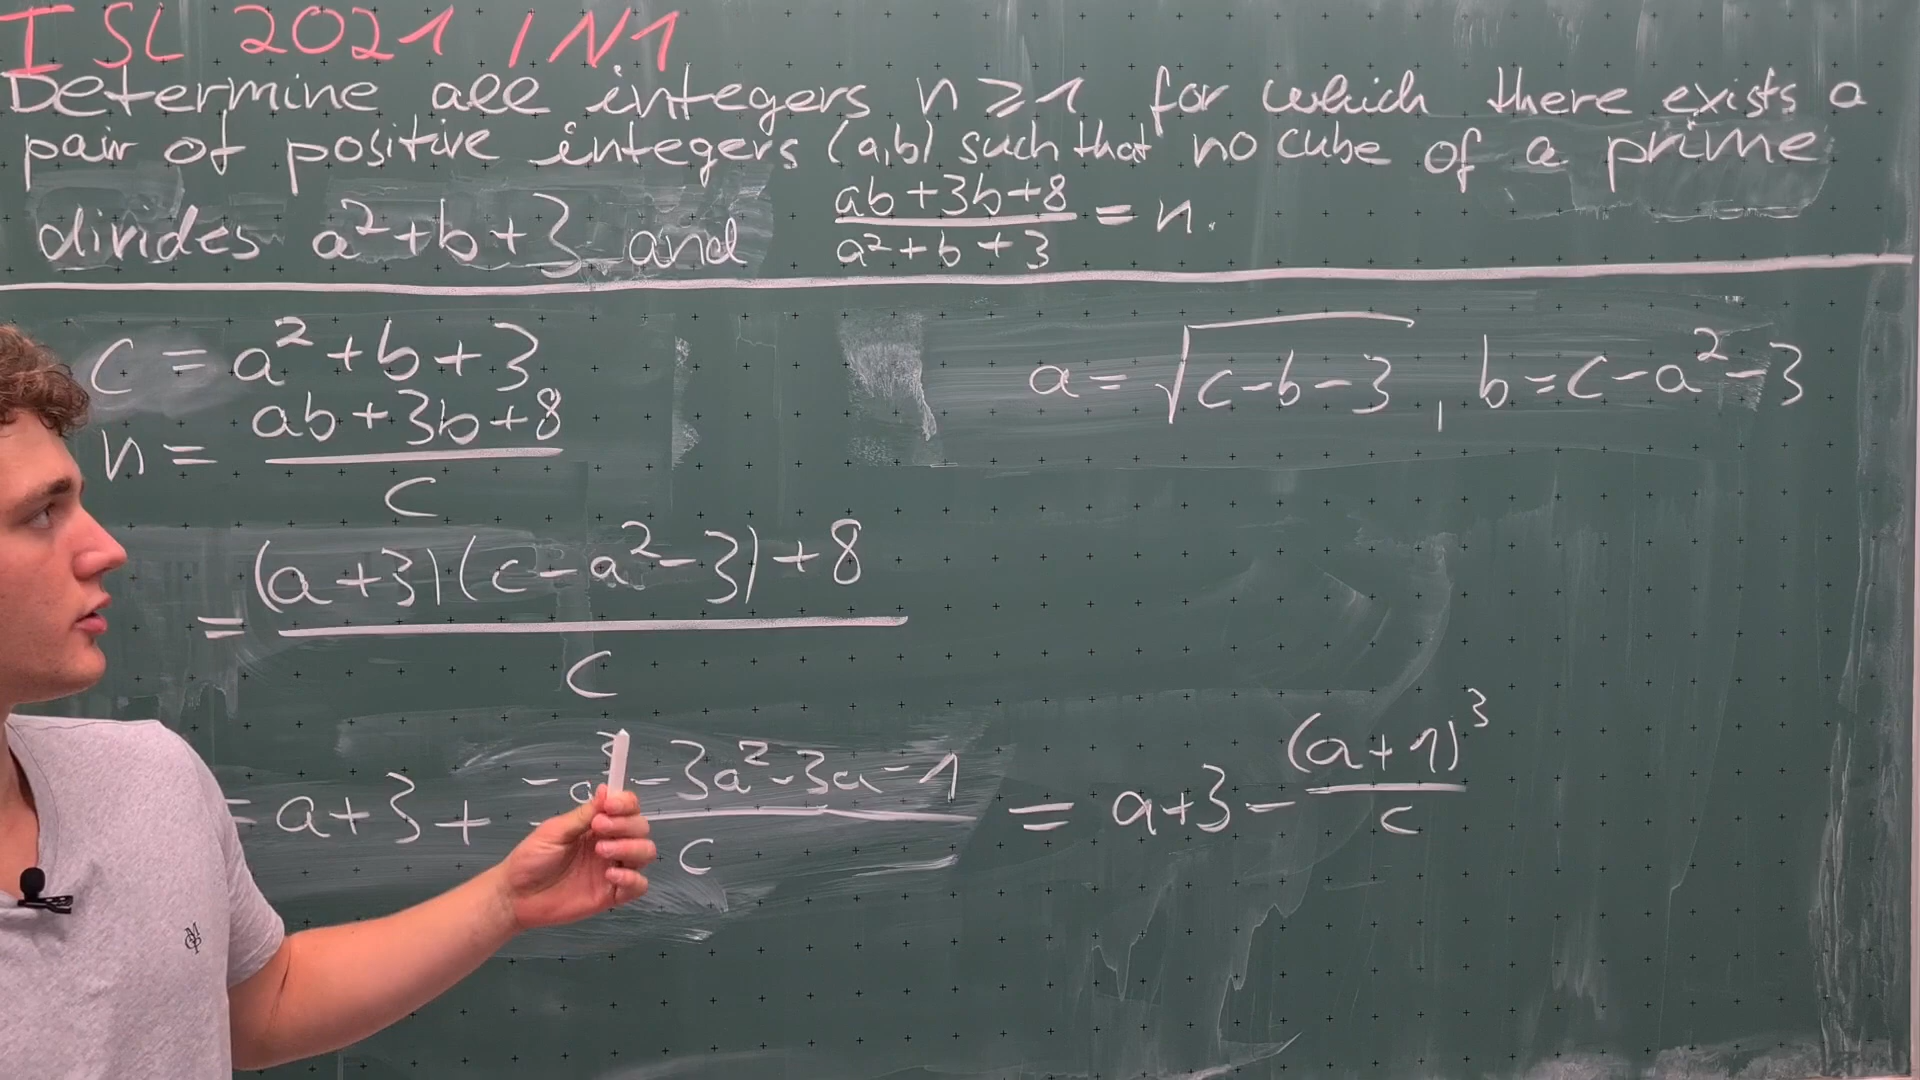 ISL 2021 / N1
Determine all integers n ≥ 1 for which there exists a
pair of positive integers (a,b) such that no cube of a prime
divides a² + b + 3 and (ab + 3b + 8)/(a² + b + 3) = n.
c = a² + b + 3
a = √(c - b - 3), b = c - a² - 3
n = (ab + 3b + 8)/c
= ((a + 3)(c - a² - 3) + 8)/c
= a + 3 + (-a³ - 3a² - 3a - 1)/c = a + 3 - (a + 1)³/c